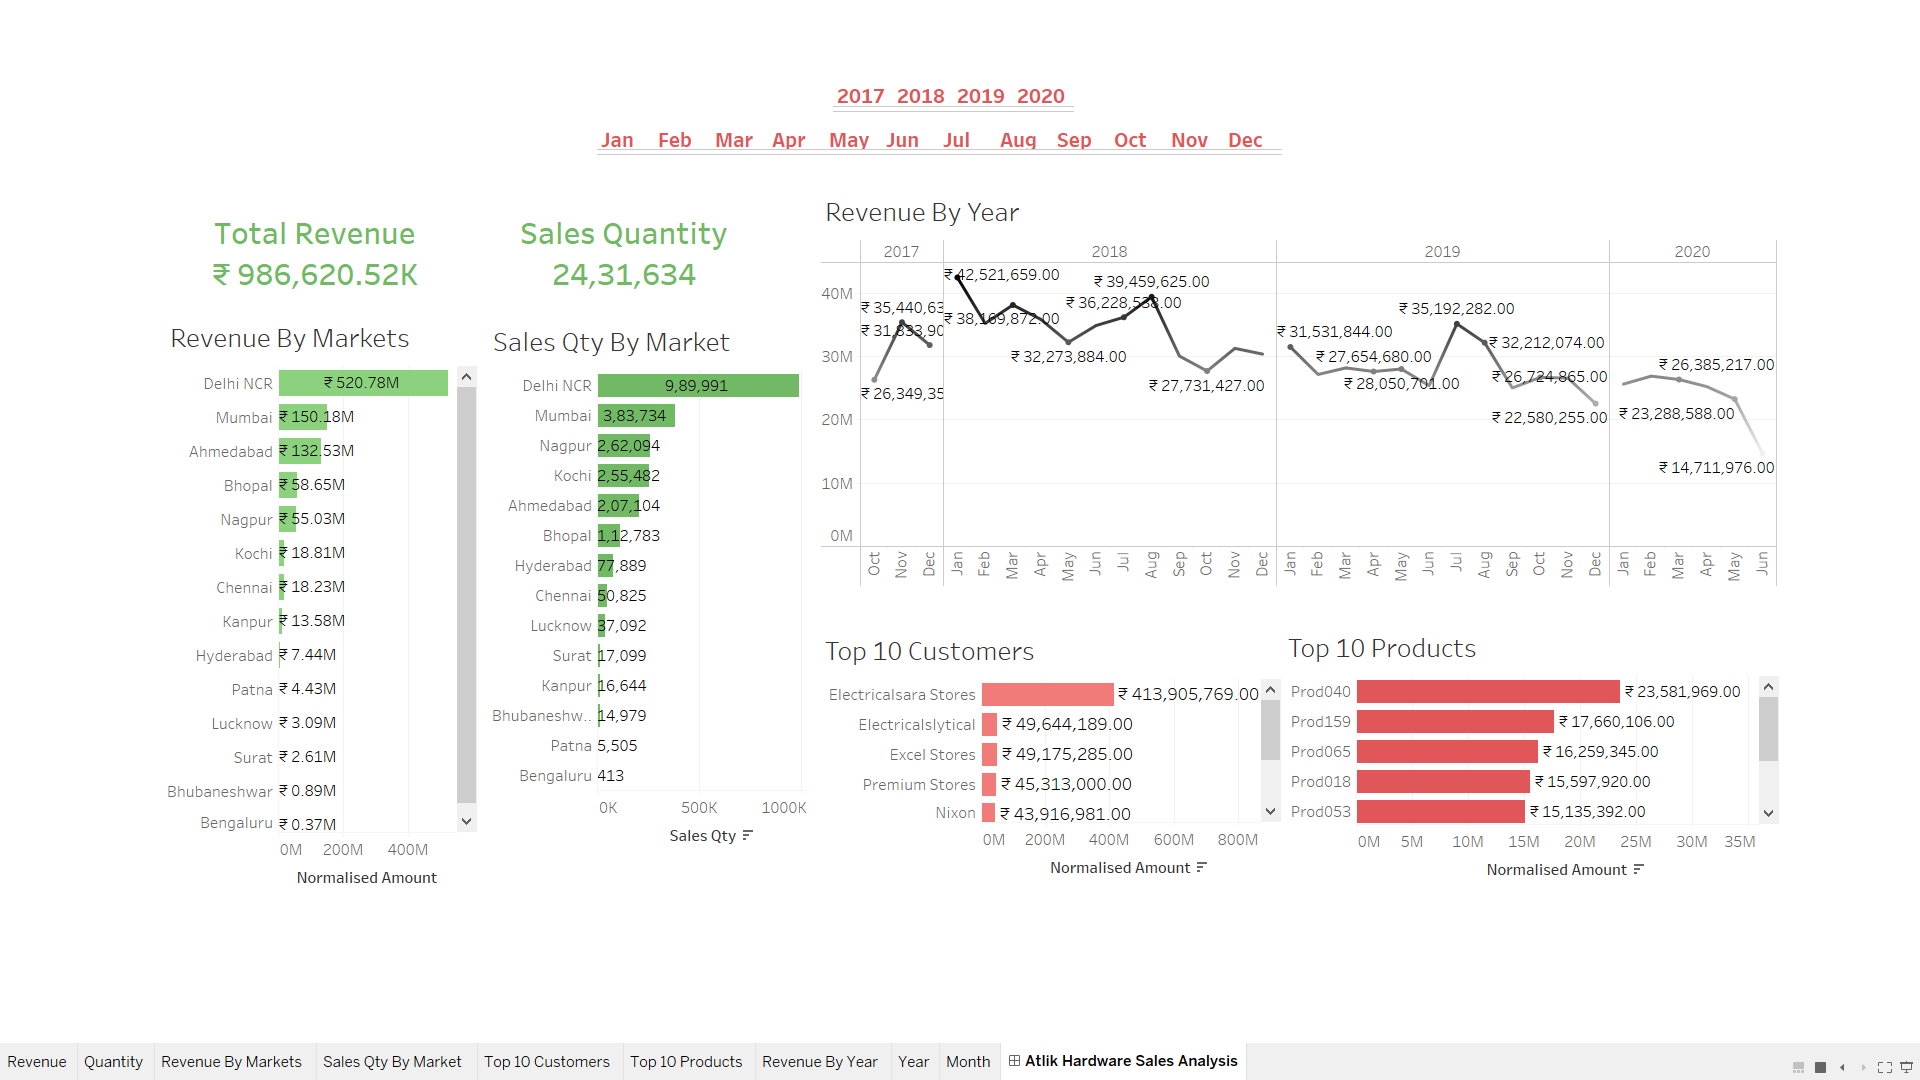 2017 2018 2019 2020
Jan Feb Mar Apr May Jun Jul Aug Sep Oct Nov Dec
Total Revenue
₹ 986,620.52K
Sales Quantity
24,31,634
Revenue By Markets
Delhi NCR ₹ 520.78M
Mumbai ₹ 150.18M
Ahmedabad ₹ 132.53M
Bhopal ₹ 58.65M
Nagpur ₹ 55.03M
Kochi ₹ 18.81M
Chennai ₹ 18.23M
Kanpur ₹ 13.58M
Hyderabad ₹ 7.44M
Patna ₹ 4.43M
Lucknow ₹ 3.09M
Surat ₹ 2.61M
Bhubaneshwar ₹ 0.89M
Bengaluru ₹ 0.37M
0M 200M 400M
Normalised Amount
Sales Qty By Market
Delhi NCR 9,89,991
Mumbai 3,83,734
Nagpur 2,62,094
Kochi 2,55,482
Ahmedabad 2,07,104
Bhopal 1,12,783
Hyderabad 77,889
Chennai 50,825
Lucknow 37,092
Surat 17,099
Kanpur 16,644
Bhubaneshw.. 14,979
Patna 5,505
Bengaluru 413
0K 500K 1000K
Sales Qty
Revenue By Year
2017 2018 2019 2020
40M
30M
20M
10M
0M
₹ 35,440,63
₹ 31,833,90
₹ 26,349,35
₹ 42,521,659.00
₹ 38,169,872.00
₹ 32,273,884.00
₹ 36,228,538.00
₹ 39,459,625.00
₹ 27,731,427.00
₹ 31,531,844.00
₹ 27,654,680.00
₹ 28,050,701.00
₹ 35,192,282.00
₹ 32,212,074.00
₹ 26,724,865.00
₹ 22,580,255.00
₹ 26,385,217.00
₹ 23,288,588.00
₹ 14,711,976.00
Oct Nov Dec Jan Feb Mar Apr May Jun Jul Aug Sep Oct Nov Dec Jan Feb Mar Apr May Jun Jul Aug Sep Oct Nov Dec Jan Feb Mar Apr May Jun
Top 10 Customers
Electricalsara Stores ₹ 413,905,769.00
Electricalslytical ₹ 49,644,189.00
Excel Stores ₹ 49,175,285.00
Premium Stores ₹ 45,313,000.00
Nixon ₹ 43,916,981.00
0M 200M 400M 600M 800M
Normalised Amount
Top 10 Products
Prod040 ₹ 23,581,969.00
Prod159 ₹ 17,660,106.00
Prod065 ₹ 16,259,345.00
Prod018 ₹ 15,597,920.00
Prod053 ₹ 15,135,392.00
0M 5M 10M 15M 20M 25M 30M 35M
Normalised Amount
Revenue Quantity Revenue By Markets Sales Qty By Market Top 10 Customers Top 10 Products Revenue By Year Year Month Atlik Hardware Sales Analysis